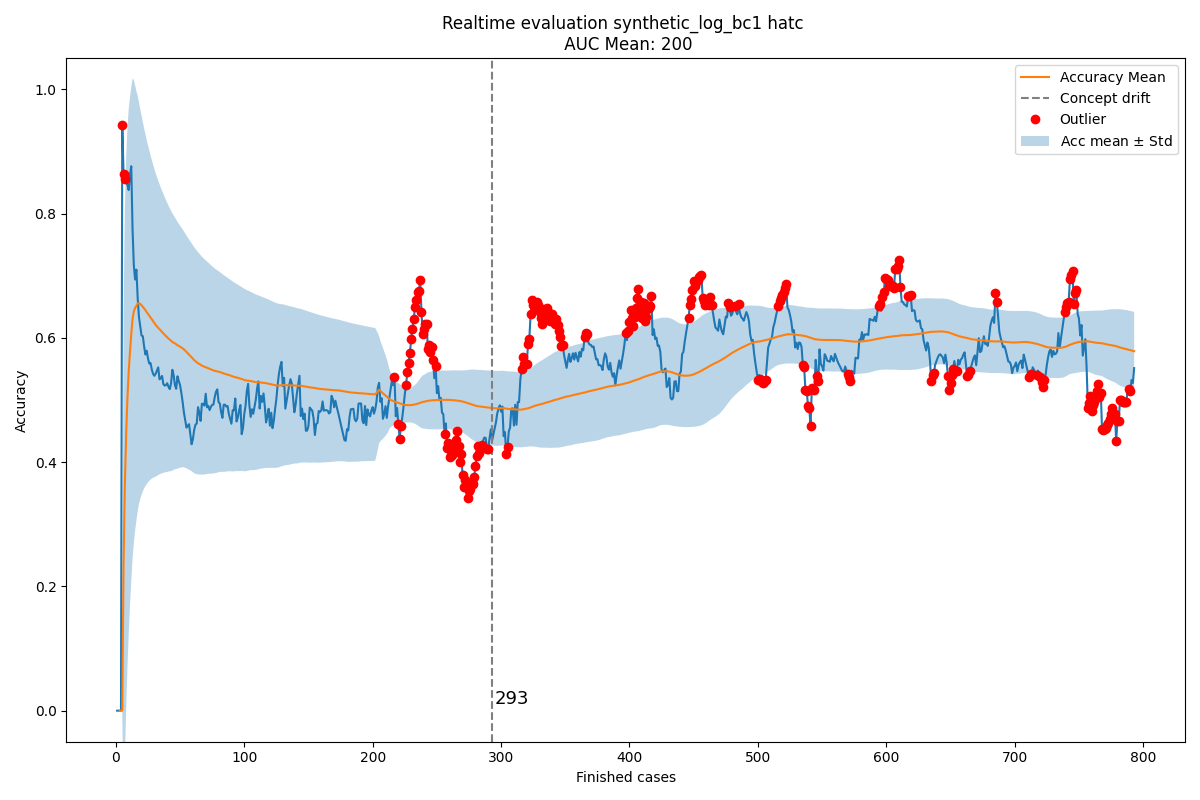 Realtime evaluation synthetic_log_bc1 hatc
AUC Mean: 200
Accuracy Mean
Concept drift
Outlier
Acc mean ± Std
1.0
0.8
0.6
0.4
0.2
0.0
Accuracy
293
0
100
200
300
400
500
600
700
800
Finished cases